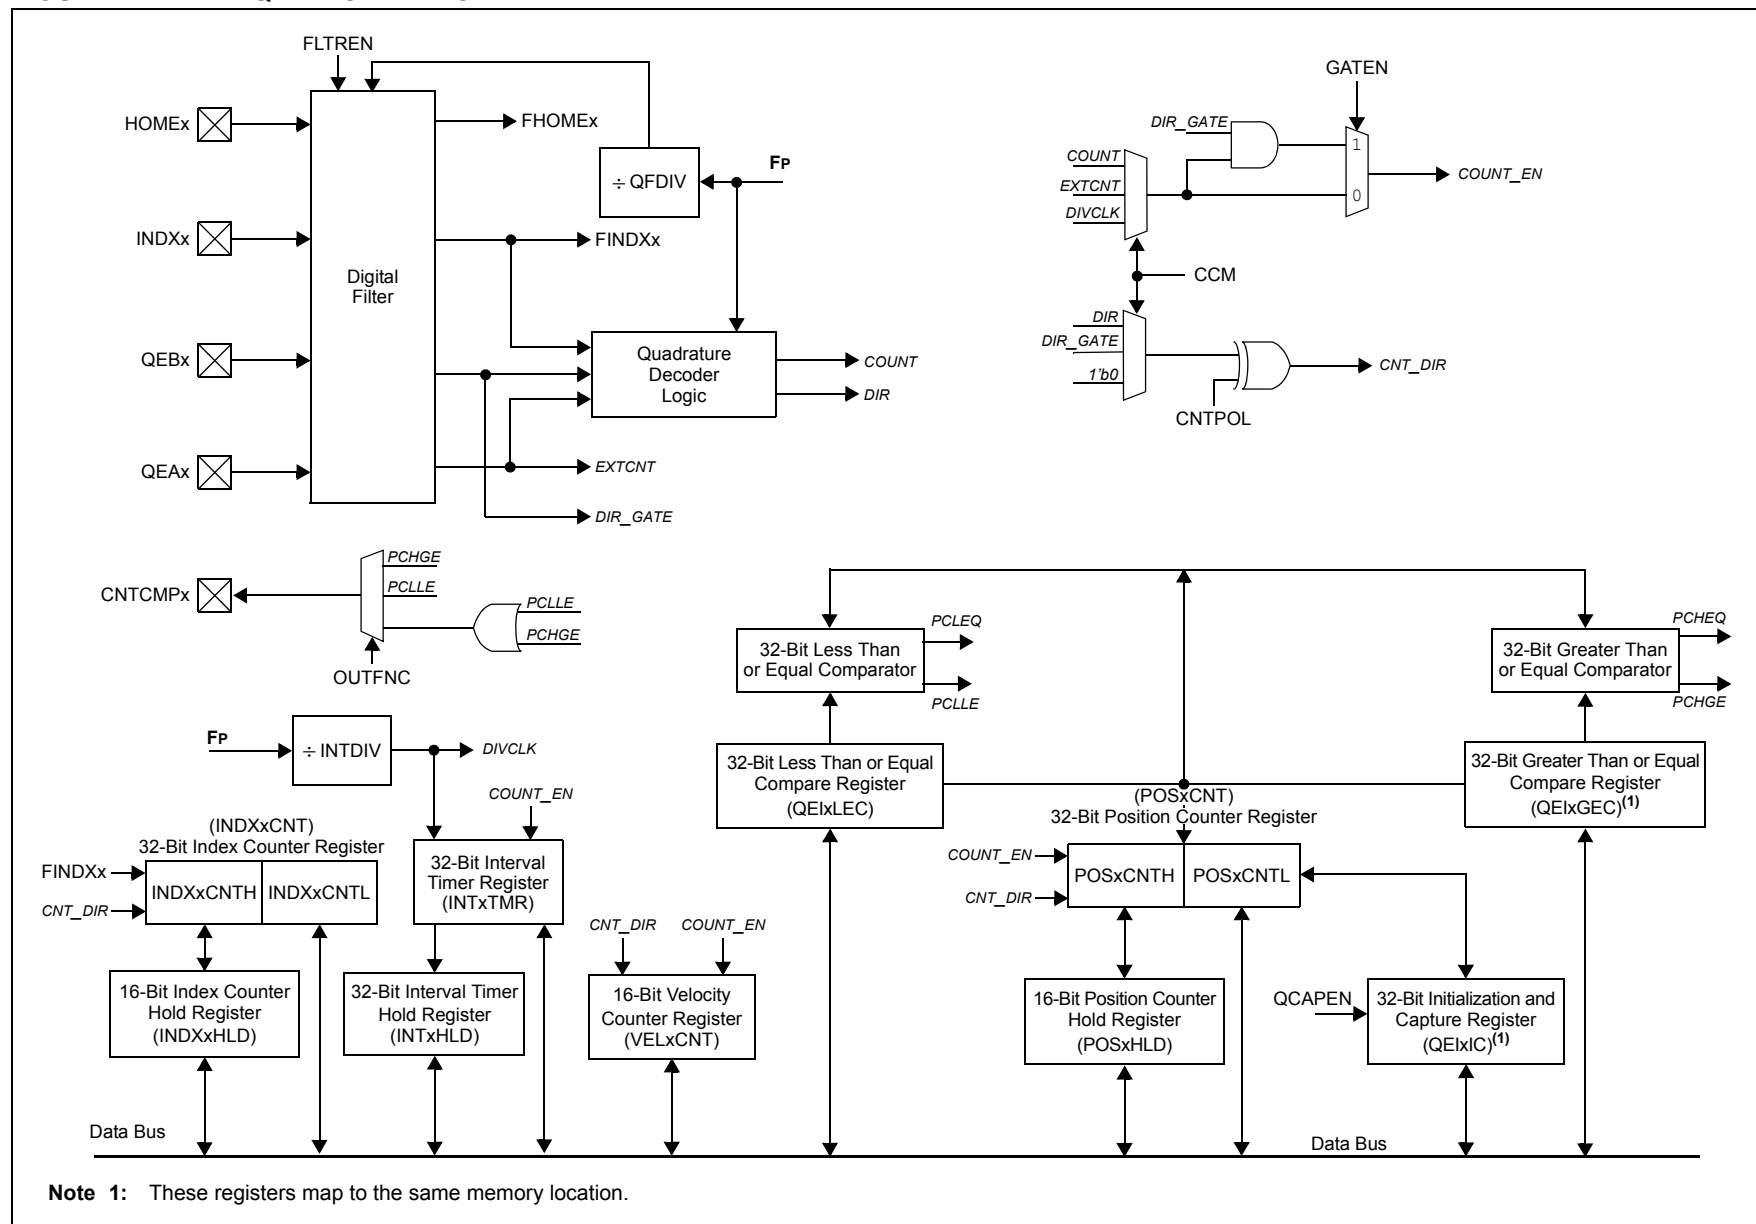 FLTREN
HOMEx
FHOMEx
÷ QFDIV
FP
INDXx
FINDXx
Digital
Filter
QEBx
Quadrature
Decoder
Logic
COUNT
DIR
QEAx
EXTCNT
DIR_GATE
GATEN
DIR_GATE
COUNT
EXTCNT
DIVCLK
1
0
COUNT_EN
CCM
DIR
DIR_GATE
1'b0
CNT_DIR
CNTPOL
CNTCMPx
PCHGE
PCLLE
PCLLE
PCHGE
OUTFNC
32-Bit Less Than
or Equal Comparator
PCLEQ
PCLLE
32-Bit Greater Than
or Equal Comparator
PCHEQ
PCHGE
FP
÷ INTDIV
DIVCLK
COUNT_EN
32-Bit Less Than or Equal
Compare Register
(QEIxLEC)
(POSxCNT)
32-Bit Position Counter Register
32-Bit Greater Than or Equal
Compare Register
(QEIxGEC)(1)
(INDXxCNT)
32-Bit Index Counter Register
FINDXx
CNT_DIR
INDXxCNTH
INDXxCNTL
32-Bit Interval
Timer Register
(INTxTMR)
COUNT_EN
CNT_DIR
POSxCNTH
POSxCNTL
CNT_DIR
COUNT_EN
16-Bit Index Counter
Hold Register
(INDXxHLD)
32-Bit Interval Timer
Hold Register
(INTxHLD)
16-Bit Velocity
Counter Register
(VELxCNT)
16-Bit Position Counter
Hold Register
(POSxHLD)
QCAPEN
32-Bit Initialization and
Capture Register
(QEIxIC)(1)
Data Bus
Data Bus
Note 1: These registers map to the same memory location.